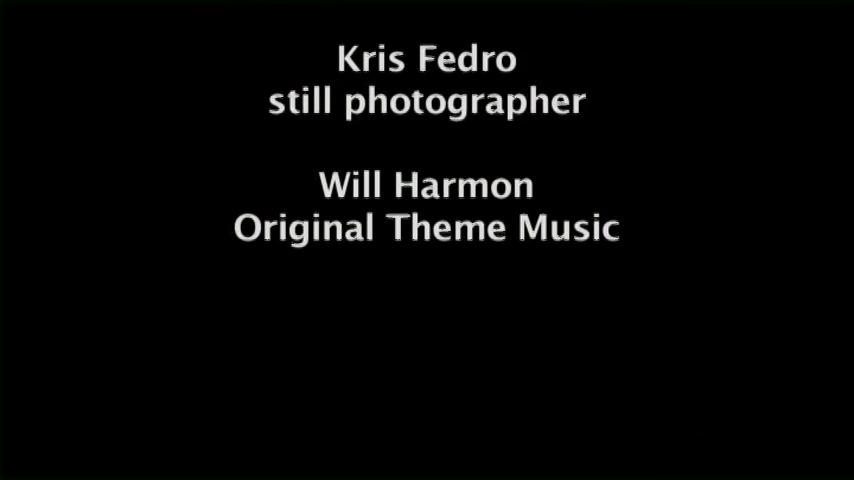 Kris Fedro
still photographer
Will Harmon
Original Theme Music